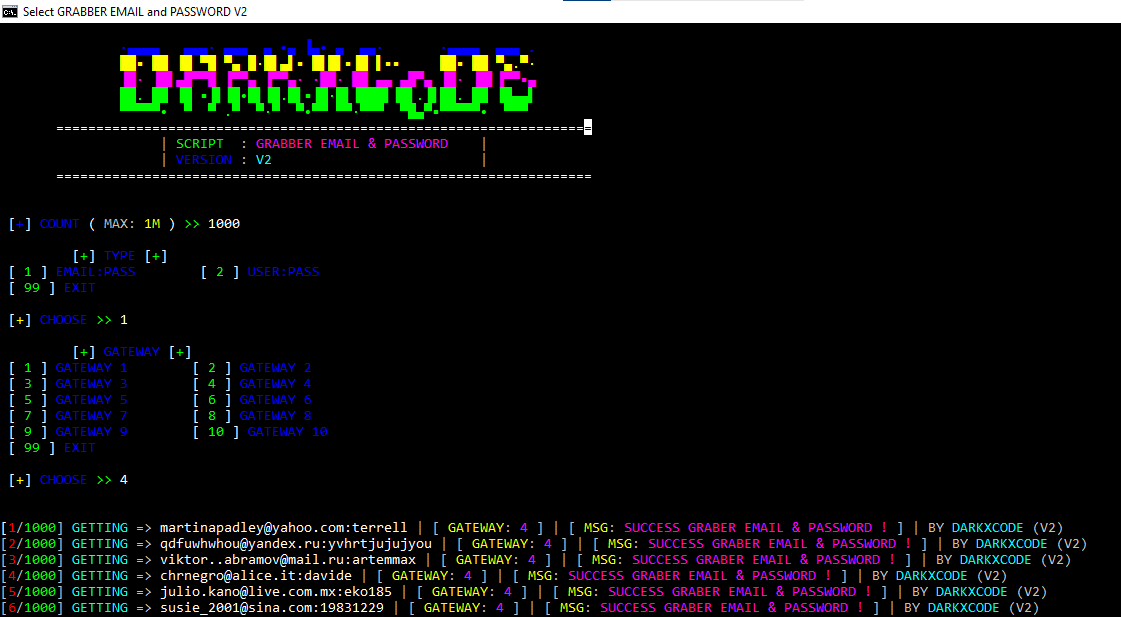 Select GRABBER EMAIL and PASSWORD V2
=================================================================== 
| SCRIPT : GRABBER EMAIL & PASSWORD |
| VERSION : V2 |
===================================================================
[+] COUNT ( MAX: 1M ) >> 1000
[+] TYPE [+]
[ 1 ] EMAIL:PASS [ 2 ] USER:PASS
[ 99 ] EXIT
[+] CHOOSE >> 1
[+] GATEWAY [+]
[ 1 ] GATEWAY 1 [ 2 ] GATEWAY 2
[ 3 ] GATEWAY 3 [ 4 ] GATEWAY 4
[ 5 ] GATEWAY 5 [ 6 ] GATEWAY 6
[ 7 ] GATEWAY 7 [ 8 ] GATEWAY 8
[ 9 ] GATEWAY 9 [ 10 ] GATEWAY 10
[ 99 ] EXIT
[+] CHOOSE >> 4
[1/1000] GETTING => martinapadley@yahoo.com:terrell | [ GATEWAY: 4 ] | [ MSG: SUCCESS GRABER EMAIL & PASSWORD ! ] | BY DARKXCODE (V2)
[2/1000] GETTING => qdfuwhwhou@yandex.ru:yvhrtjujujyou | [ GATEWAY: 4 ] | [ MSG: SUCCESS GRABER EMAIL & PASSWORD ! ] | BY DARKXCODE (V2)
[3/1000] GETTING => viktor..abramov@mail.ru:artemmax | [ GATEWAY: 4 ] | [ MSG: SUCCESS GRABER EMAIL & PASSWORD ! ] | BY DARKXCODE (V2)
[4/1000] GETTING => chrnegro@alice.it:davide | [ GATEWAY: 4 ] | [ MSG: SUCCESS GRABER EMAIL & PASSWORD ! ] | BY DARKXCODE (V2)
[5/1000] GETTING => julio.kano@live.com.mx:eko185 | [ GATEWAY: 4 ] | [ MSG: SUCCESS GRABER EMAIL & PASSWORD ! ] | BY DARKXCODE (V2)
[6/1000] GETTING => susie_2001@sina.com:19831229 | [ GATEWAY: 4 ] | [ MSG: SUCCESS GRABER EMAIL & PASSWORD ! ] | BY DARKXCODE (V2)